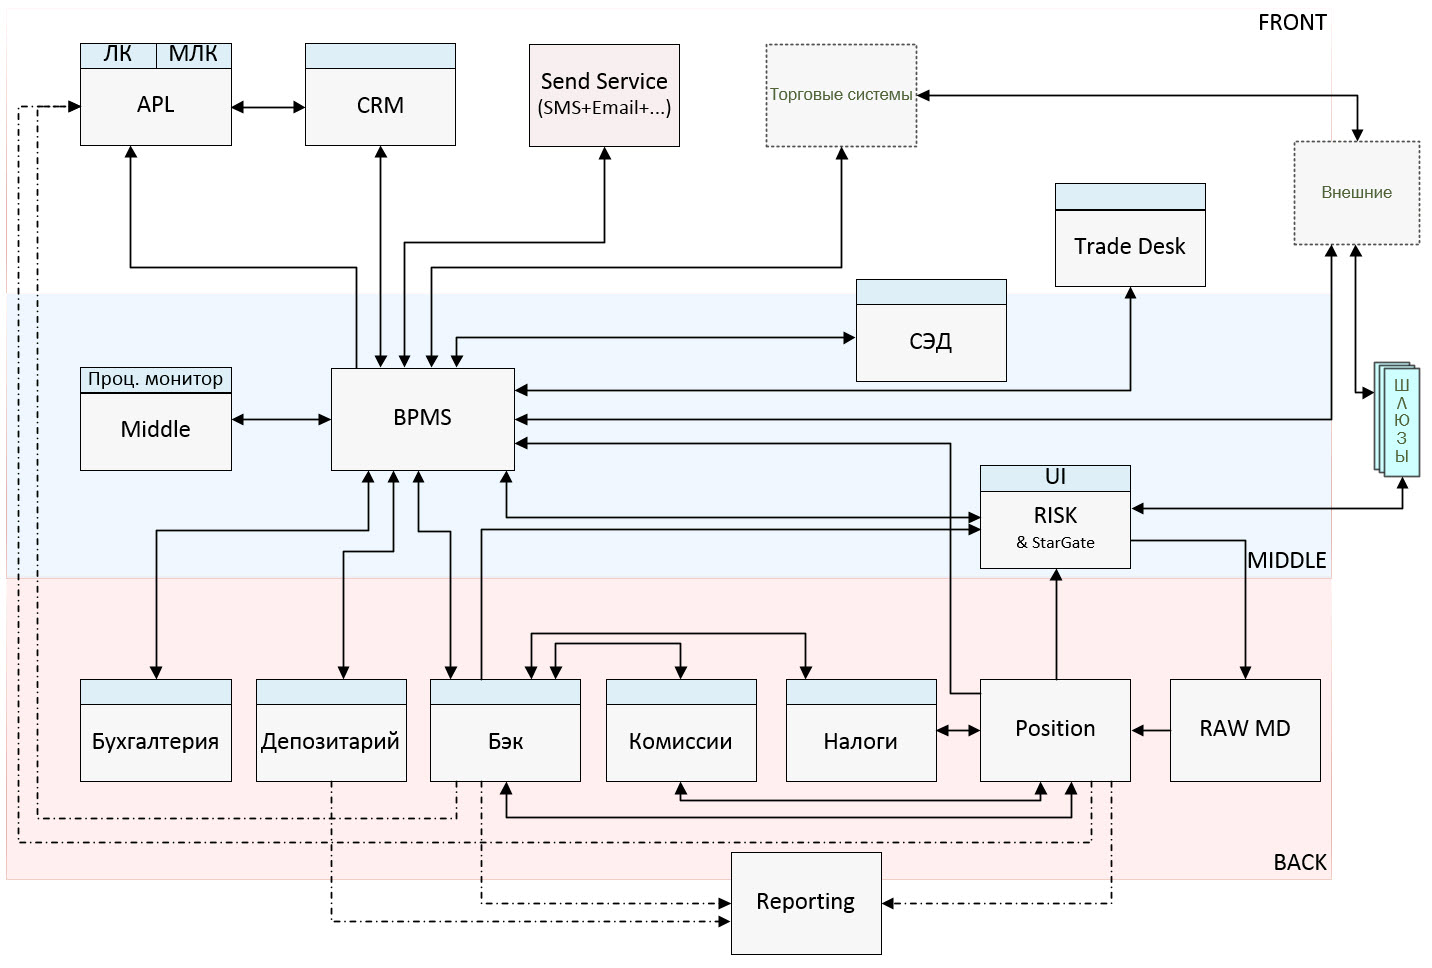 FRONT
ЛК
МЛК
APL
CRM
Send Service
(SMS+Email+...)
Торговые системы
Внешние
Trade Desk
СЭД
Проц. монитор
Middle
BPMS
ШЛЮЗЫ
UI
RISK
& StarGate
MIDDLE
Бухгалтерия
Депозитарий
Бэк
Комиссии
Налоги
Position
RAW MD
BACK
Reporting